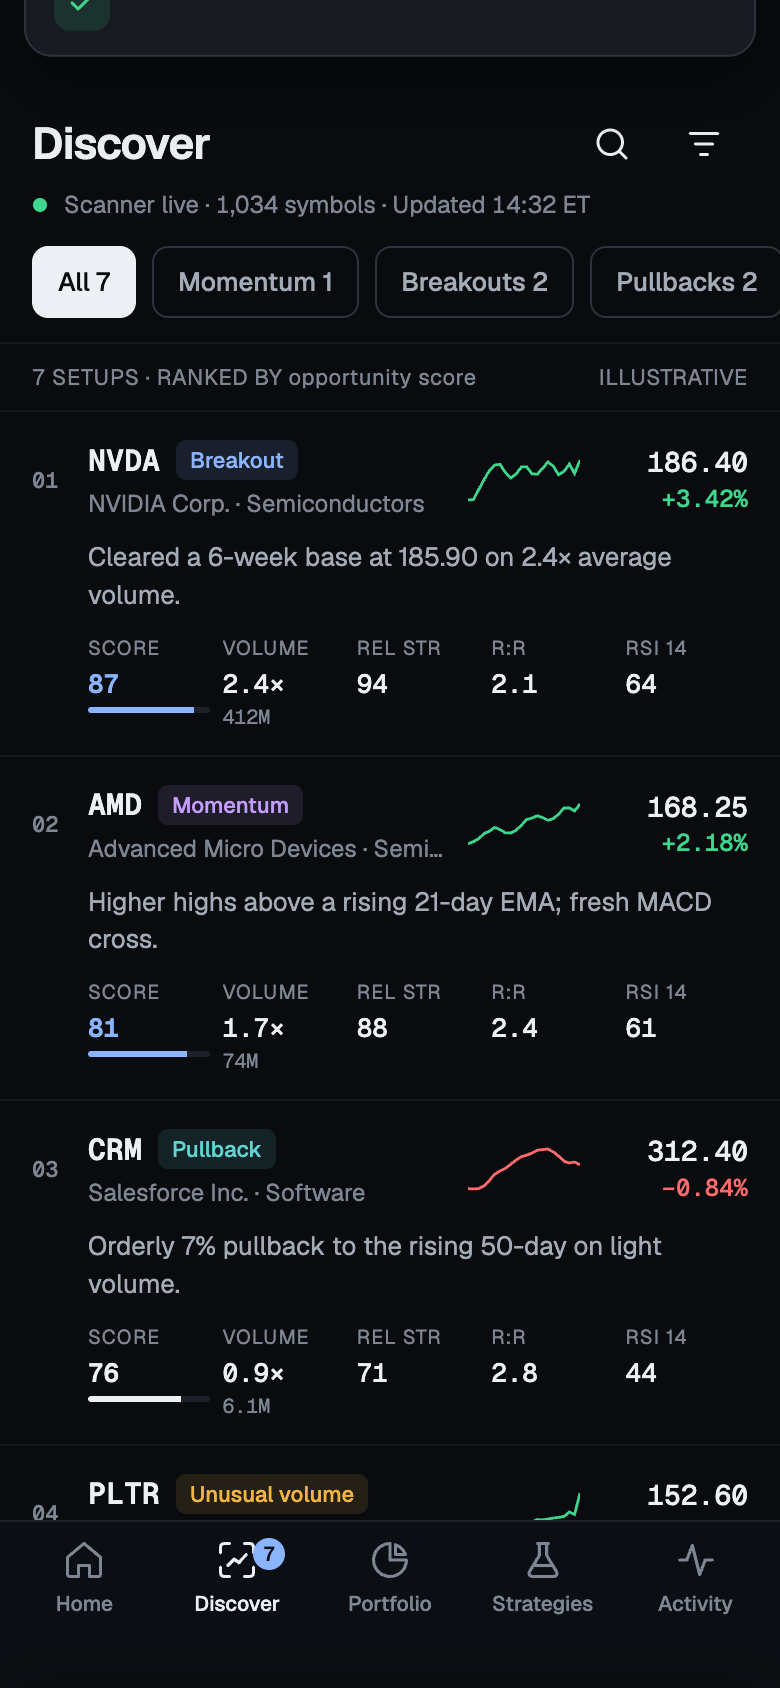 Discover
Scanner live · 1,034 symbols · Updated 14:32 ET
All 7
Momentum 1
Breakouts 2
Pullbacks 2
7 SETUPS · RANKED BY opportunity score
ILLUSTRATIVE
01
NVDA
Breakout
186.40
NVIDIA Corp. · Semiconductors
+3.42%
Cleared a 6-week base at 185.90 on 2.4× average
volume.
SCORE VOLUME REL STR R:R RSI 14
87 2.4× 94 2.1 64
412M
02
AMD
Momentum
168.25
Advanced Micro Devices · Semi…
+2.18%
Higher highs above a rising 21-day EMA; fresh MACD
cross.
SCORE VOLUME REL STR R:R RSI 14
81 1.7× 88 2.4 61
74M
03
CRM
Pullback
312.40
Salesforce Inc. · Software
−0.84%
Orderly 7% pullback to the rising 50-day on light
volume.
SCORE VOLUME REL STR R:R RSI 14
76 0.9× 71 2.8 44
6.1M
04
PLTR
Unusual volume
152.60
7
Home
Discover
Portfolio
Strategies
Activity